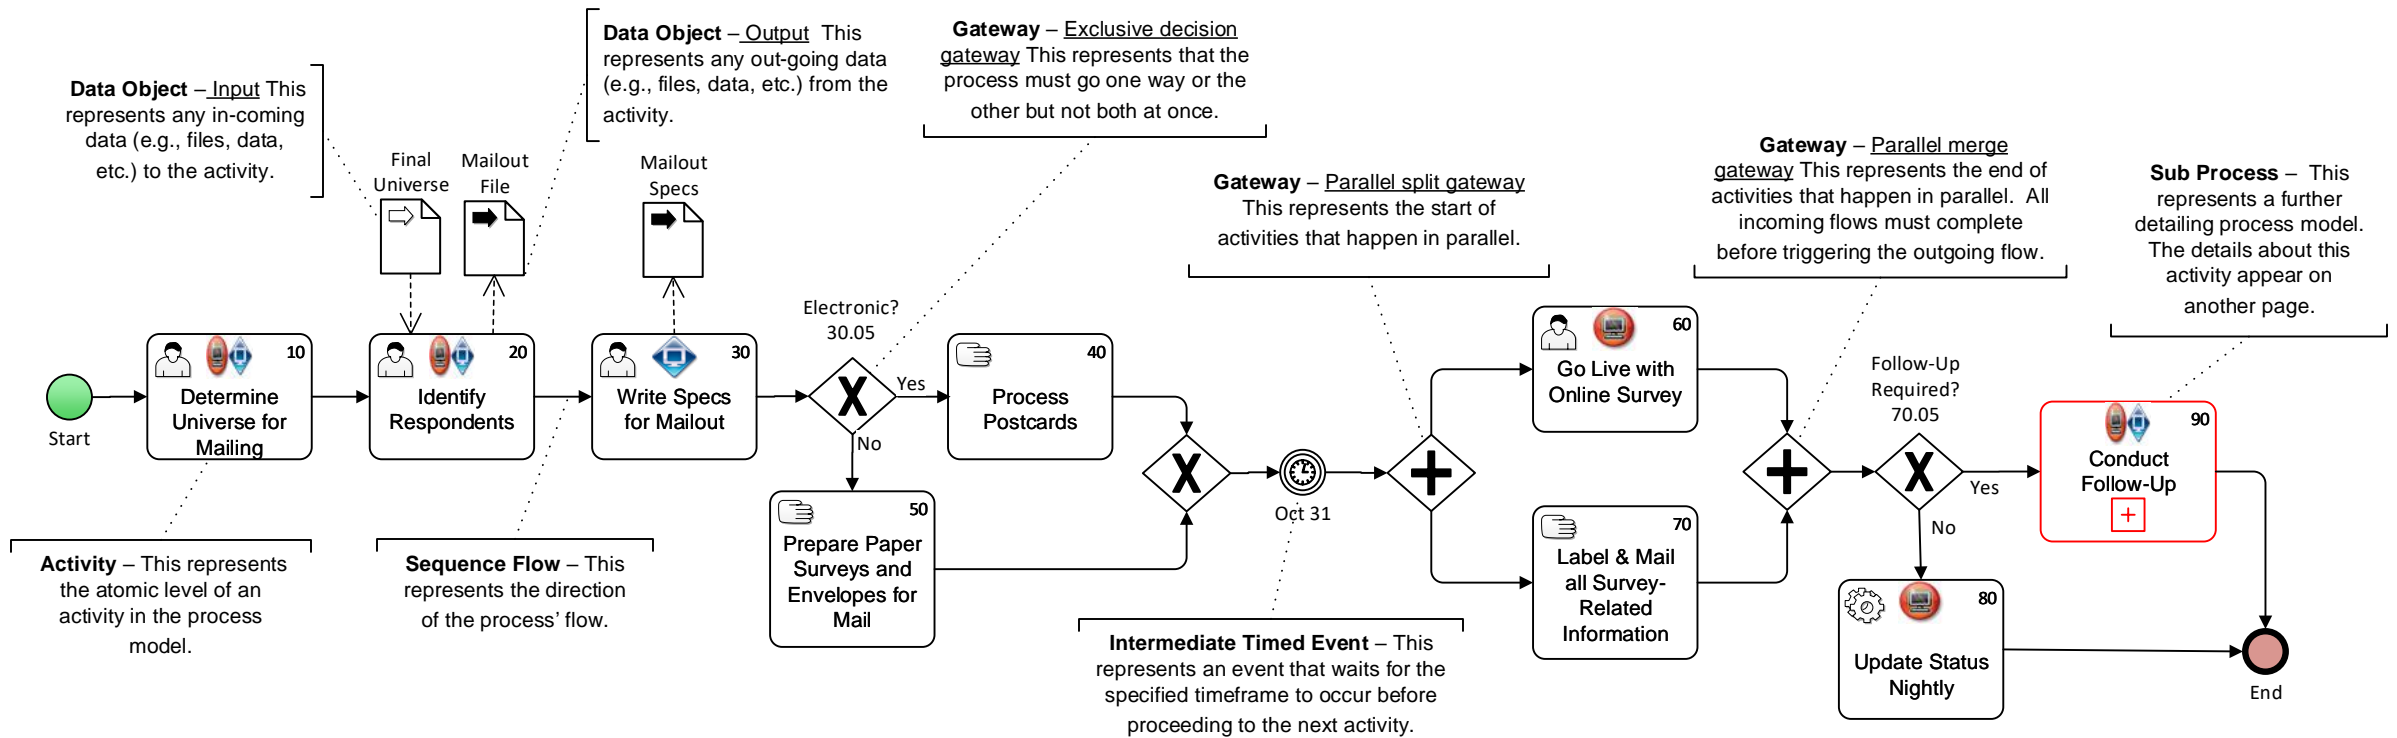 Data Object – Input This
represents any in-coming
data (e.g., files, data,
etc.) to the activity.
Data Object – Output This
represents any out-going data
(e.g., files, data, etc.) from the
activity.
Gateway – Exclusive decision
gateway This represents that the
process must go one way or the
other but not both at once.
Gateway – Parallel split gateway
This represents the start of
activities that happen in parallel.
Gateway – Parallel merge
gateway This represents the end of
activities that happen in parallel. All
incoming flows must complete
before triggering the outgoing flow.
Sub Process – This
represents a further
detailing process model.
The details about this
activity appear on
another page.
Final
Universe
Mailout
File
Mailout
Specs
Start
10
Determine
Universe for
Mailing
20
Identify
Respondents
30
Write Specs
for Mailout
Electronic?
30.05
Yes
No
40
Process
Postcards
50
Prepare Paper
Surveys and
Envelopes for
Mail
Oct 31
60
Go Live with
Online Survey
70
Label & Mail
all Survey-
Related
Information
Follow-Up
Required?
70.05
Yes
No
80
Update Status
Nightly
90
Conduct
Follow-Up
End
Activity – This represents
the atomic level of an
activity in the process
model.
Sequence Flow – This
represents the direction
of the process’ flow.
Intermediate Timed Event – This
represents an event that waits for the
specified timeframe to occur before
proceeding to the next activity.